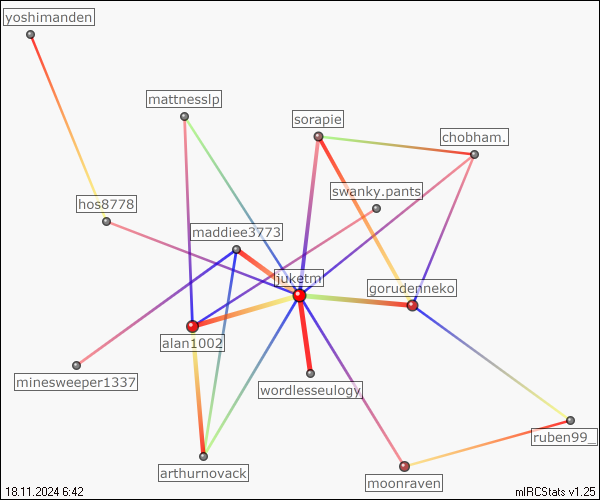 yoshimanden
mattnesslp
sorapie
chobham.
swanky.pants
hos8778
maddiee3773
juketm
gorudenneko
alan1002
minesweeper1337
wordlesseulogy
ruben99_
arthurnovack
moonraven
18.11.2024 6:42
mIRCStats v1.25